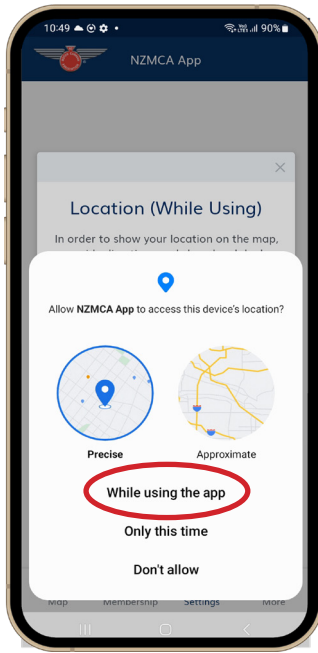 10:49 90%
NZMCA App
Location (While Using)
In order to show your location on the map,
Allow NZMCA App to access this device's location?
Precise Approximate
While using the app
Only this time
Don't allow
Map Membership Settings More